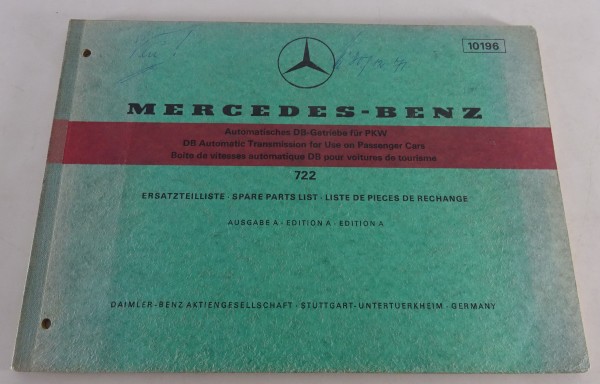 Neu!
10196
MERCEDES-BENZ
Automatisches DB-Getriebe für PKW
DB Automatic Transmission for Use on Passenger Cars
Boîte de vitesses automatique DB pour voitures de tourisme
722
ERSATZTEILLISTE · SPARE PARTS LIST · LISTE DE PIECES DE RECHANGE
AUSGABE A · EDITION A · EDITION A
DAIMLER-BENZ AKTIENGESELLSCHAFT · STUTTGART-UNTERTUERKHEIM · GERMANY